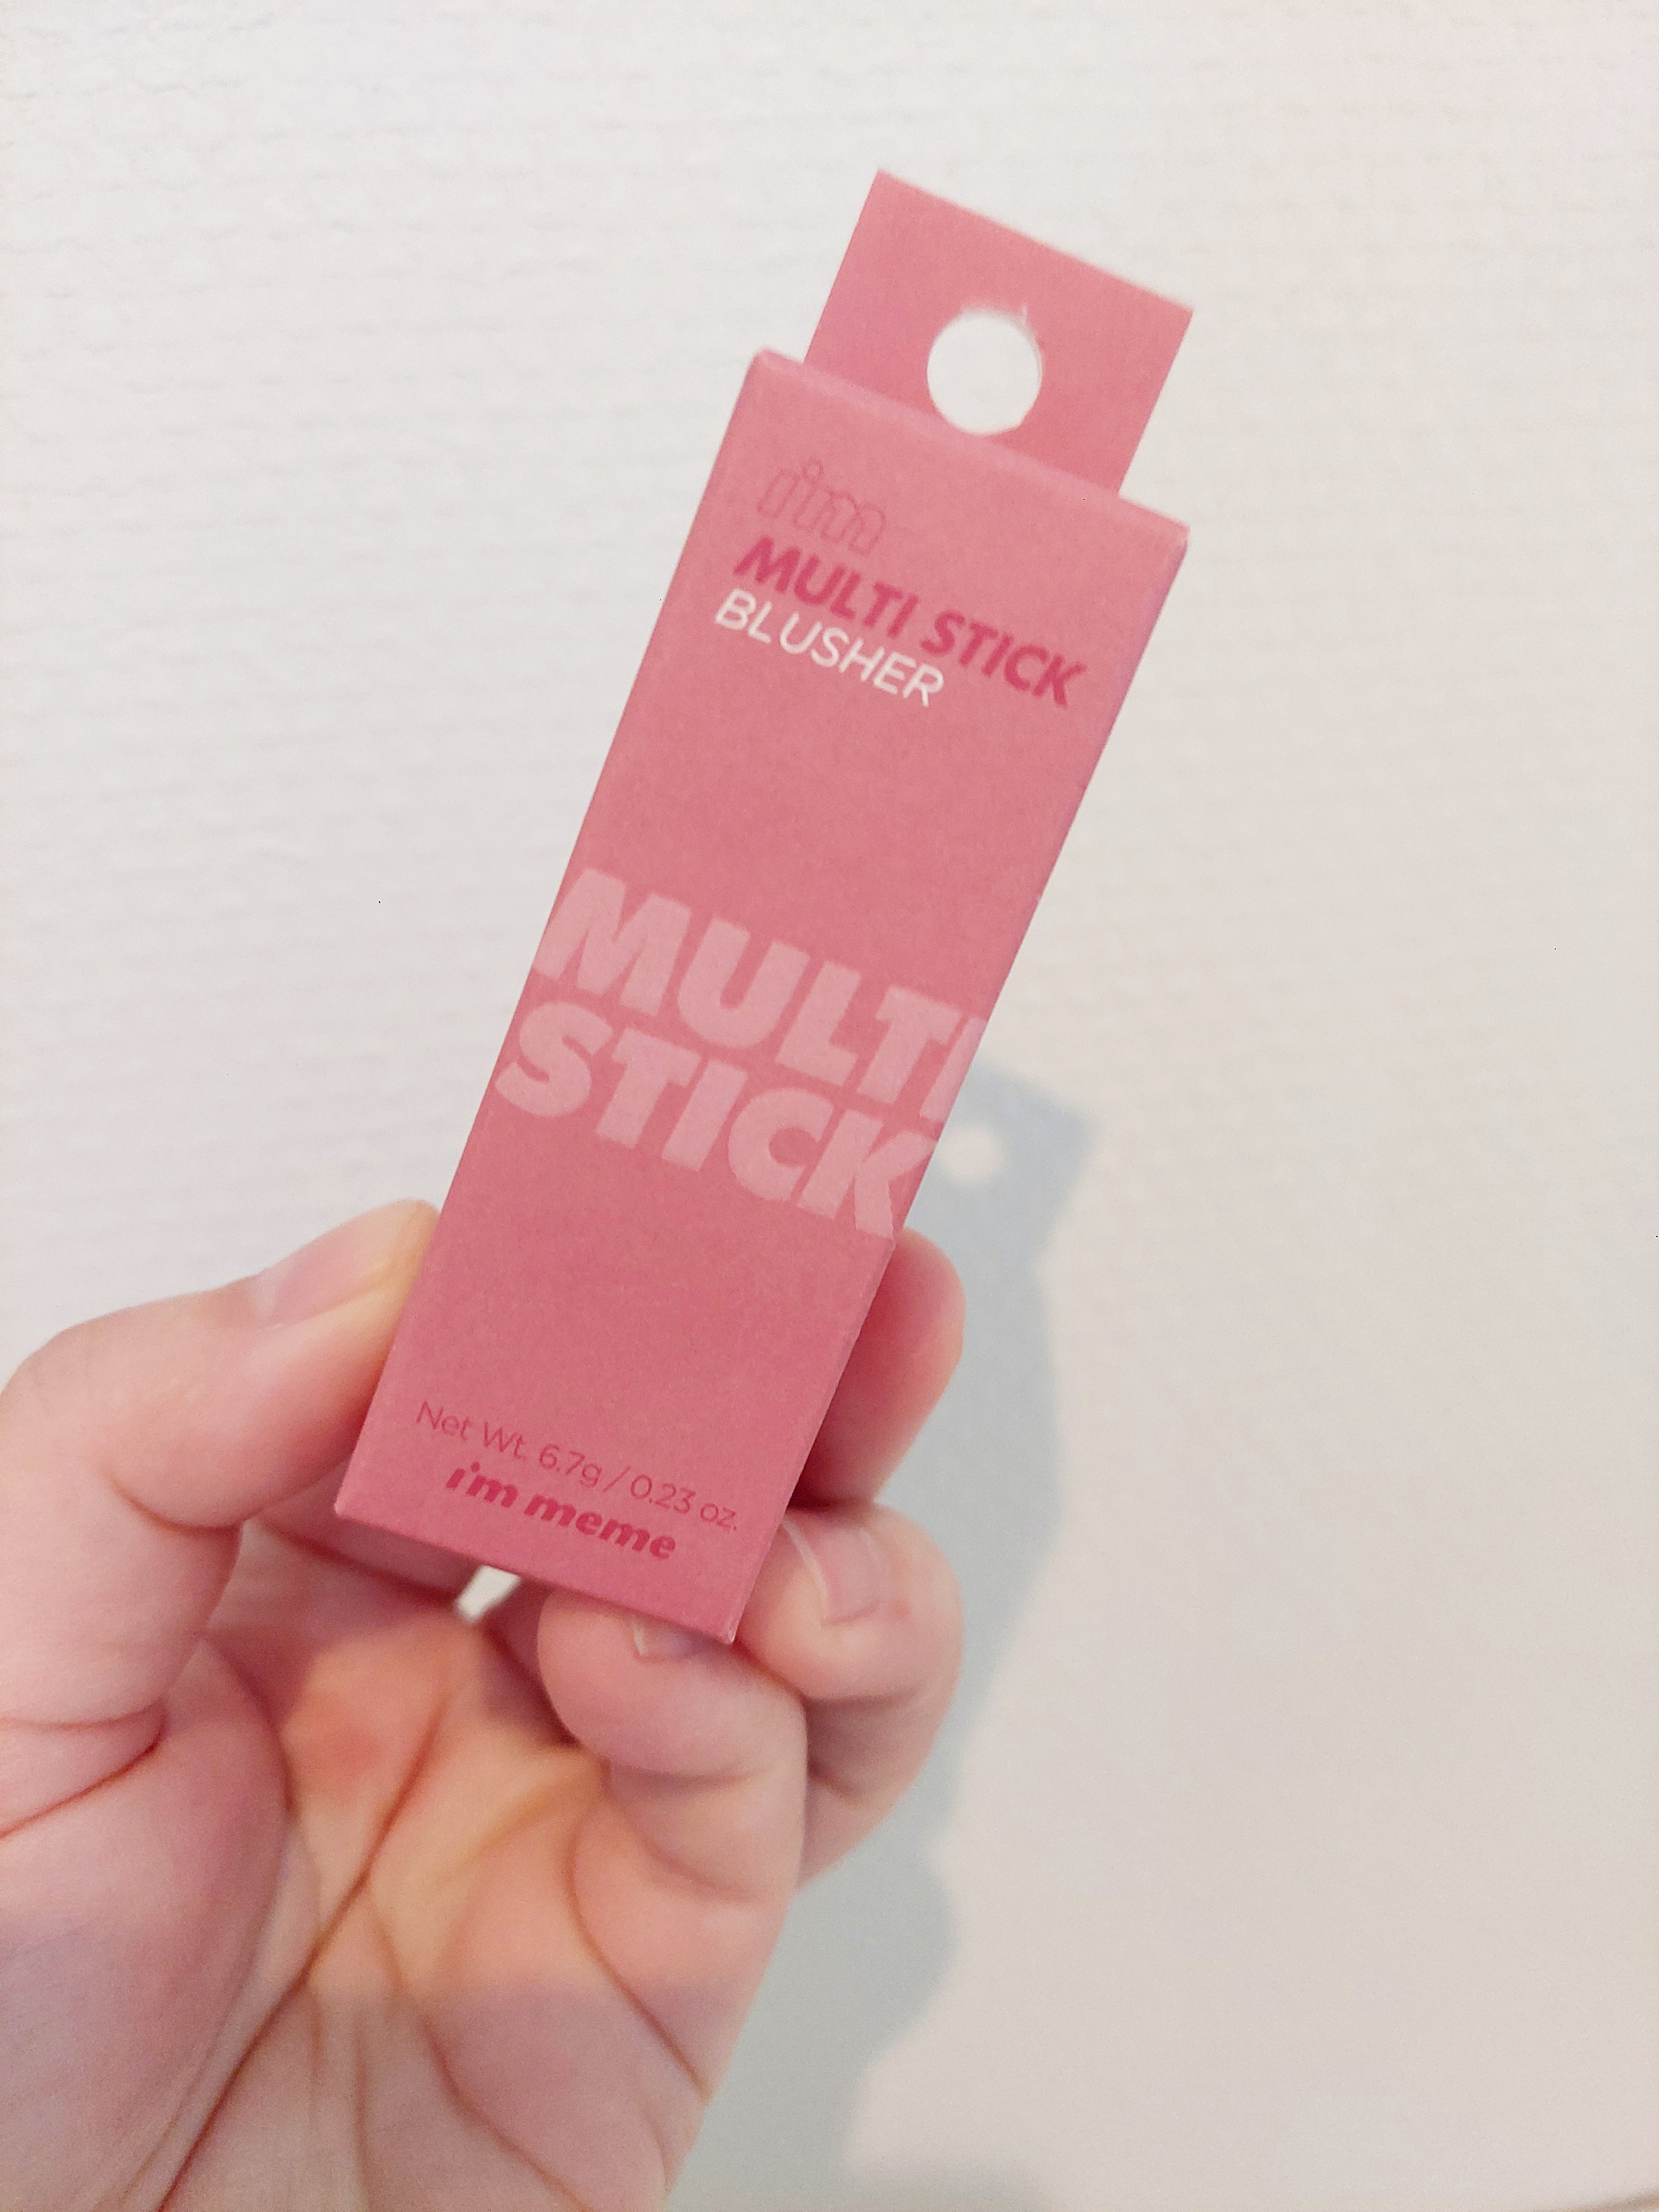 i'm
MULTI STICK
BLUSHER
MULTI
STICK
Net Wt. 6.7g / 0.23 oz.
i'm meme